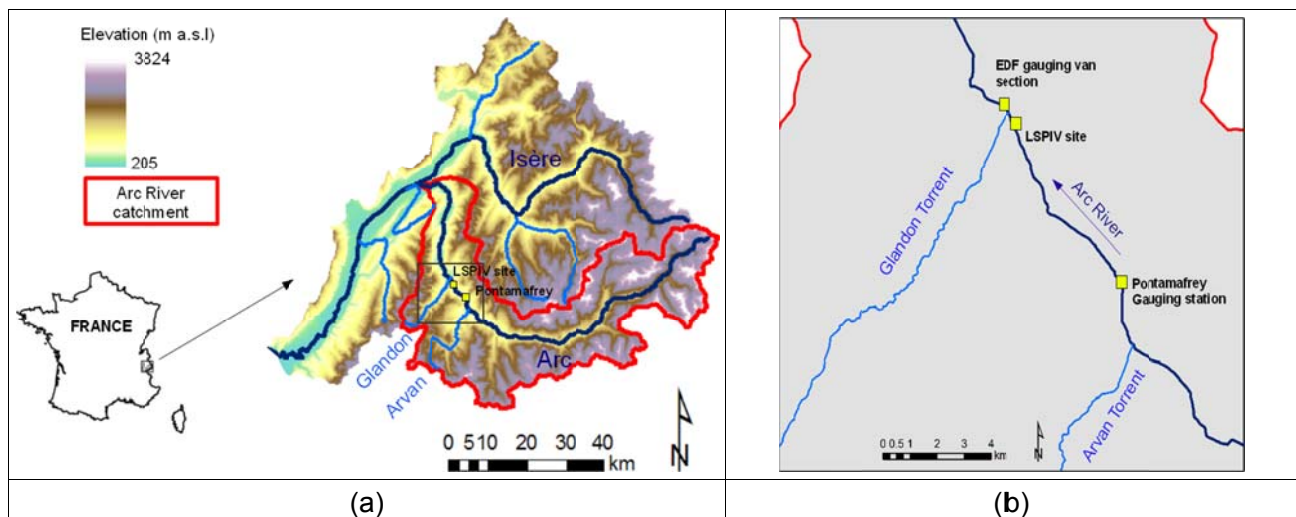 Elevation (m a.s.l)
3824
205
Arc River
catchment
FRANCE
Isère
LSPIV site
Pontamafrey
Glandon
Arvan
Arc
0 5 10 20 30 40
km
N
(a)
EDF gauging van
section
LSPIV site
Glandon Torrent
Arc River
Pontamafrey
Gauging station
Arvan Torrent
0 0.5 1 2 3 4
km
N
(b)